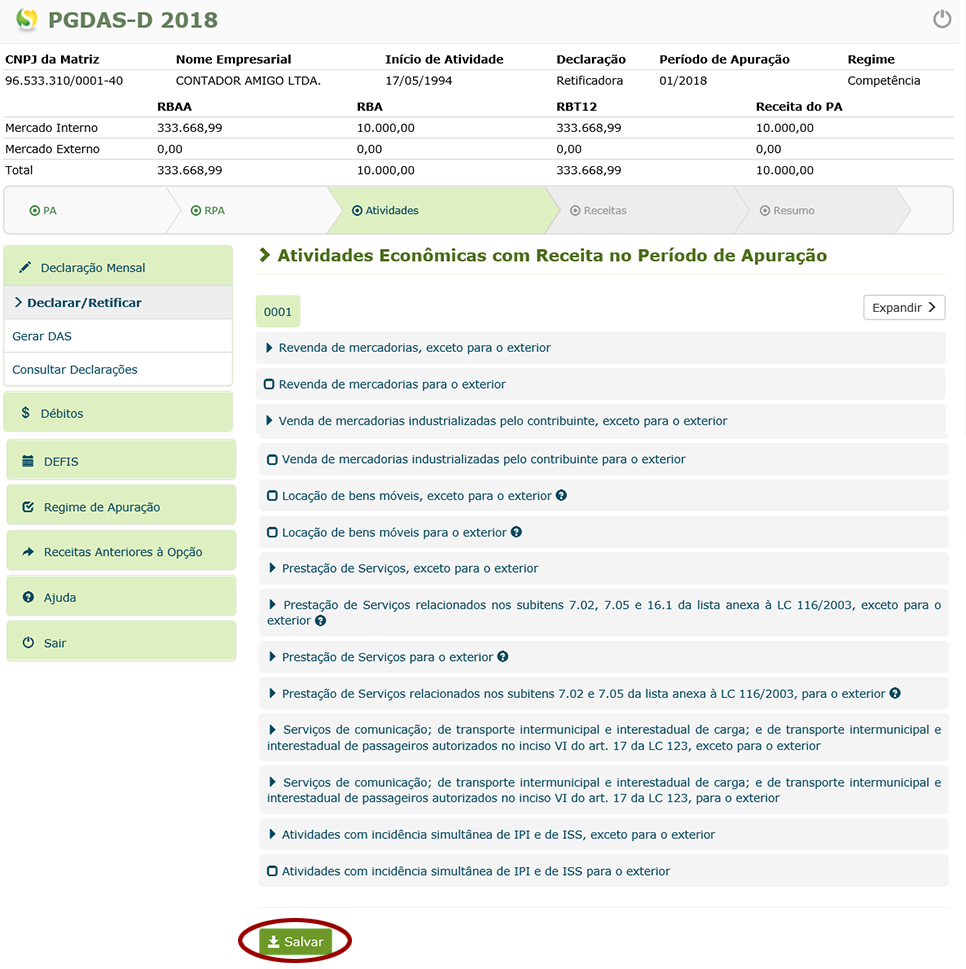 PGDAS-D 2018
CNPJ da Matriz Nome Empresarial Início de Atividade Declaração Período de Apuração Regime
96.533.310/0001-40 CONTADOR AMIGO LTDA. 17/05/1994 Retificadora 01/2018 Competência
RBAA RBA RBT12 Receita do PA
Mercado Interno 333.668,99 10.000,00 333.668,99 10.000,00
Mercado Externo 0,00 0,00 0,00 0,00
Total 333.668,99 10.000,00 333.668,99 10.000,00
PA RPA Atividades Receitas Resumo
Declaração Mensal
Declarar/Retificar
Gerar DAS
Consultar Declarações
$ Débitos
DEFIS
Regime de Apuração
Receitas Anteriores à Opção
Ajuda
Sair
Atividades Econômicas com Receita no Período de Apuração
0001
Expandir
Revenda de mercadorias, exceto para o exterior
Revenda de mercadorias para o exterior
Venda de mercadorias industrializadas pelo contribuinte, exceto para o exterior
Venda de mercadorias industrializadas pelo contribuinte para o exterior
Locação de bens móveis, exceto para o exterior ?
Locação de bens móveis para o exterior ?
Prestação de Serviços, exceto para o exterior
Prestação de Serviços relacionados nos subitens 7.02, 7.05 e 16.1 da lista anexa à LC 116/2003, exceto para o
exterior ?
Prestação de Serviços para o exterior ?
Prestação de Serviços relacionados nos subitens 7.02 e 7.05 da lista anexa à LC 116/2003, para o exterior ?
Serviços de comunicação; de transporte intermunicipal e interestadual de carga; e de transporte intermunicipal e
interestadual de passageiros autorizados no inciso VI do art. 17 da LC 123, exceto para o exterior
Serviços de comunicação; de transporte intermunicipal e interestadual de carga; e de transporte intermunicipal e
interestadual de passageiros autorizados no inciso VI do art. 17 da LC 123, para o exterior
Atividades com incidência simultânea de IPI e de ISS, exceto para o exterior
Atividades com incidência simultânea de IPI e de ISS para o exterior
Salvar